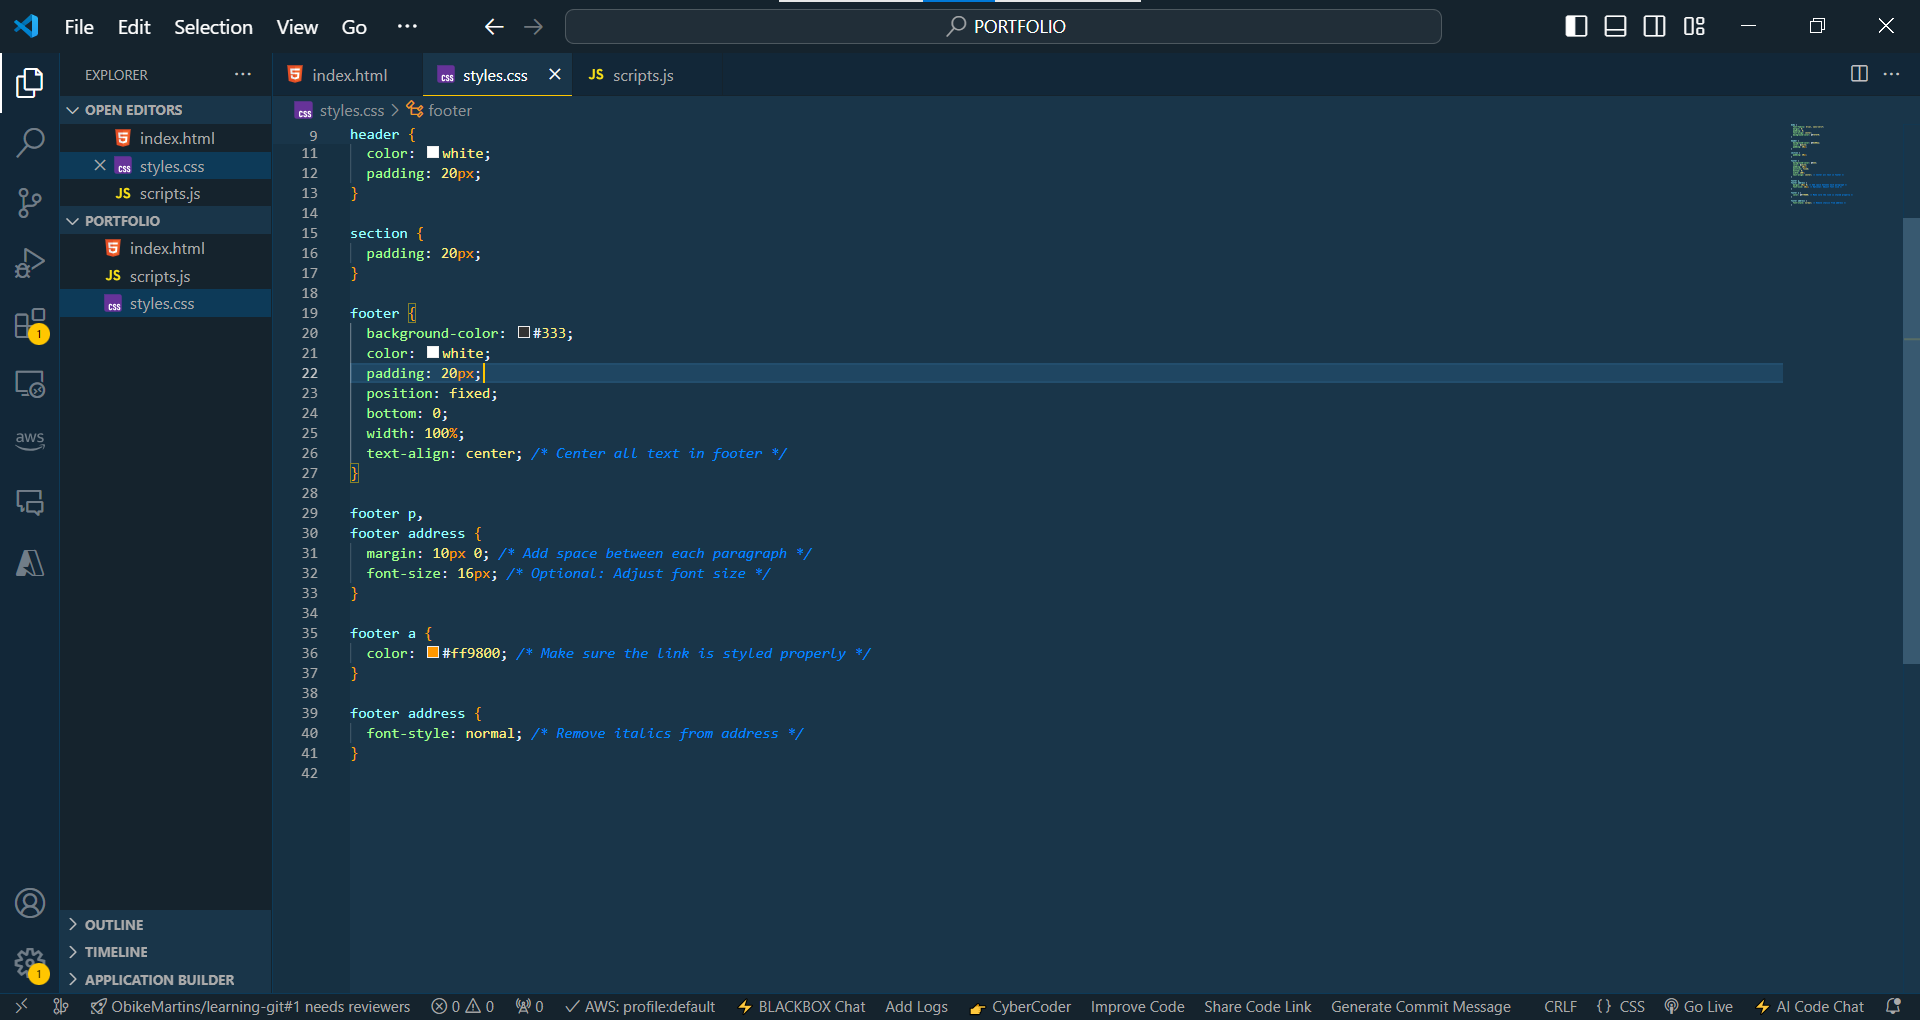 File Edit Selection View Go ··· PORTFOLIO
EXPLORER ···
OPEN EDITORS
index.html
styles.css
scripts.js
PORTFOLIO
index.html
scripts.js
styles.css
1
aws
OUTLINE
TIMELINE
APPLICATION BUILDER
1
index.html styles.css scripts.js
styles.css > footer
9 header {
11 color: white;
12 padding: 20px;
13 }
14
15 section {
16 padding: 20px;
17 }
18
19 footer {
20 background-color: #333;
21 color: white;
22 padding: 20px;
23 position: fixed;
24 bottom: 0;
25 width: 100%;
26 text-align: center; /* Center all text in footer */
27 }
28
29 footer p,
30 footer address {
31 margin: 10px 0; /* Add space between each paragraph */
32 font-size: 16px; /* Optional: Adjust font size */
33 }
34
35 footer a {
36 color: #ff9800; /* Make sure the link is styled properly */
37 }
38
39 footer address {
40 font-style: normal; /* Remove italics from address */
41 }
42
ObikeMartins/learning-git#1 needs reviewers 0 0 0 AWS: profile:default BLACKBOX Chat Add Logs CyberCoder Improve Code Share Code Link Generate Commit Message CRLF {} CSS Go Live AI Code Chat